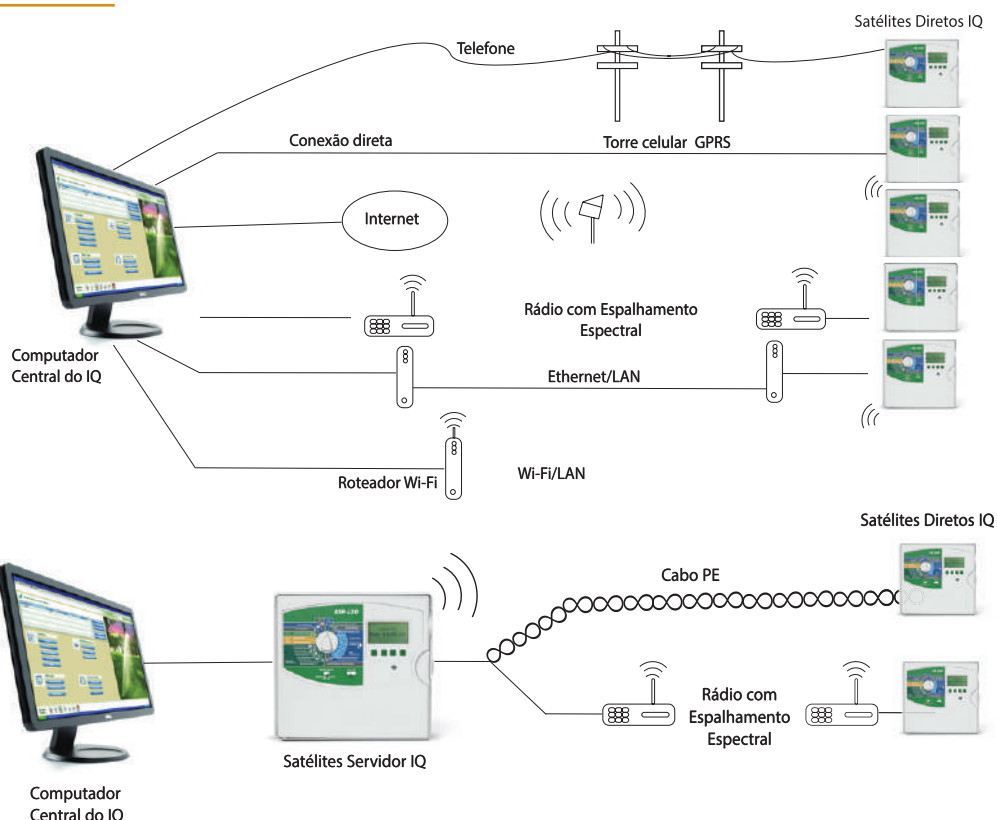 Satélites Diretos IQ
Telefone
Conexão direta
Torre celular GPRS
Internet
Rádio com Espalhamento
Espectral
Computador
Central do IQ
Ethernet/LAN
Roteador Wi-Fi
Wi-Fi/LAN
Satélites Diretos IQ
Cabo PE
Rádio com
Espalhamento
Espectral
Satélites Servidor IQ
Computador
Central do IQ